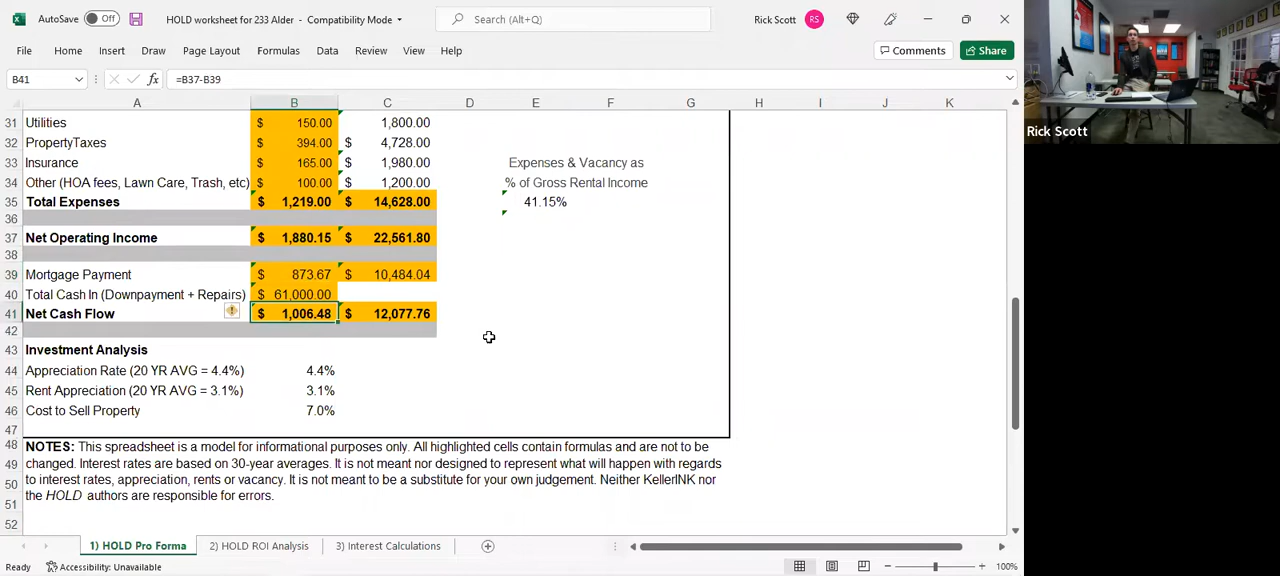 AutoSave Off HOLD worksheet for 233 Alder - Compatibility Mode Search (Alt+Q) Rick Scott RS
File Home Insert Draw Page Layout Formulas Data Review View Help Comments Share
B41 fx =B37-B39
A B C D E F G H I J K
31 Utilities $ 150.00 1,800.00
32 PropertyTaxes $ 394.00 $ 4,728.00
33 Insurance $ 165.00 $ 1,980.00 Expenses & Vacancy as
34 Other (HOA fees, Lawn Care, Trash, etc) $ 100.00 $ 1,200.00 % of Gross Rental Income
35 Total Expenses $ 1,219.00 $ 14,628.00 41.15%
36
37 Net Operating Income $ 1,880.15 $ 22,561.80
38
39 Mortgage Payment $ 873.67 $ 10,484.04
40 Total Cash In (Downpayment + Repairs) $ 61,000.00
41 Net Cash Flow $ 1,006.48 $ 12,077.76
42
43 Investment Analysis
44 Appreciation Rate (20 YR AVG = 4.4%) 4.4%
45 Rent Appreciation (20 YR AVG = 3.1%) 3.1%
46 Cost to Sell Property 7.0%
47
48 NOTES: This spreadsheet is a model for informational purposes only. All highlighted cells contain formulas and are not to be
49 changed. Interest rates are based on 30-year averages. It is not meant nor designed to represent what will happen with regards
50 to interest rates, appreciation, rents or vacancy. It is not meant to be a substitute for your own judgement. Neither KellerINK nor
51 the HOLD authors are responsible for errors.
52
1) HOLD Pro Forma 2) HOLD ROI Analysis 3) Interest Calculations
Ready Accessibility: Unavailable 100%
Rick Scott